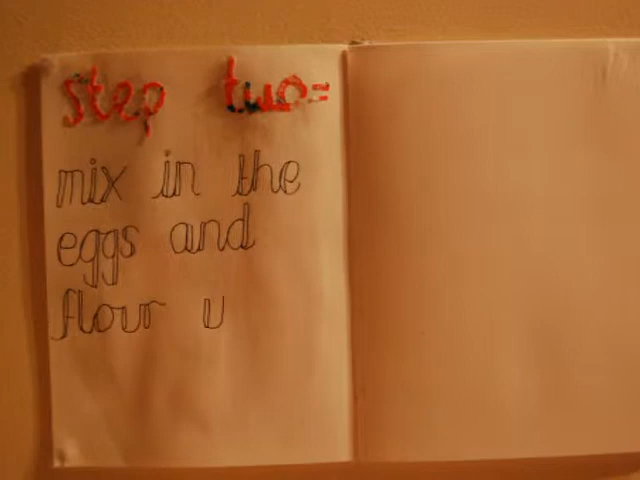 step two=
mix in the
eggs and
flour u